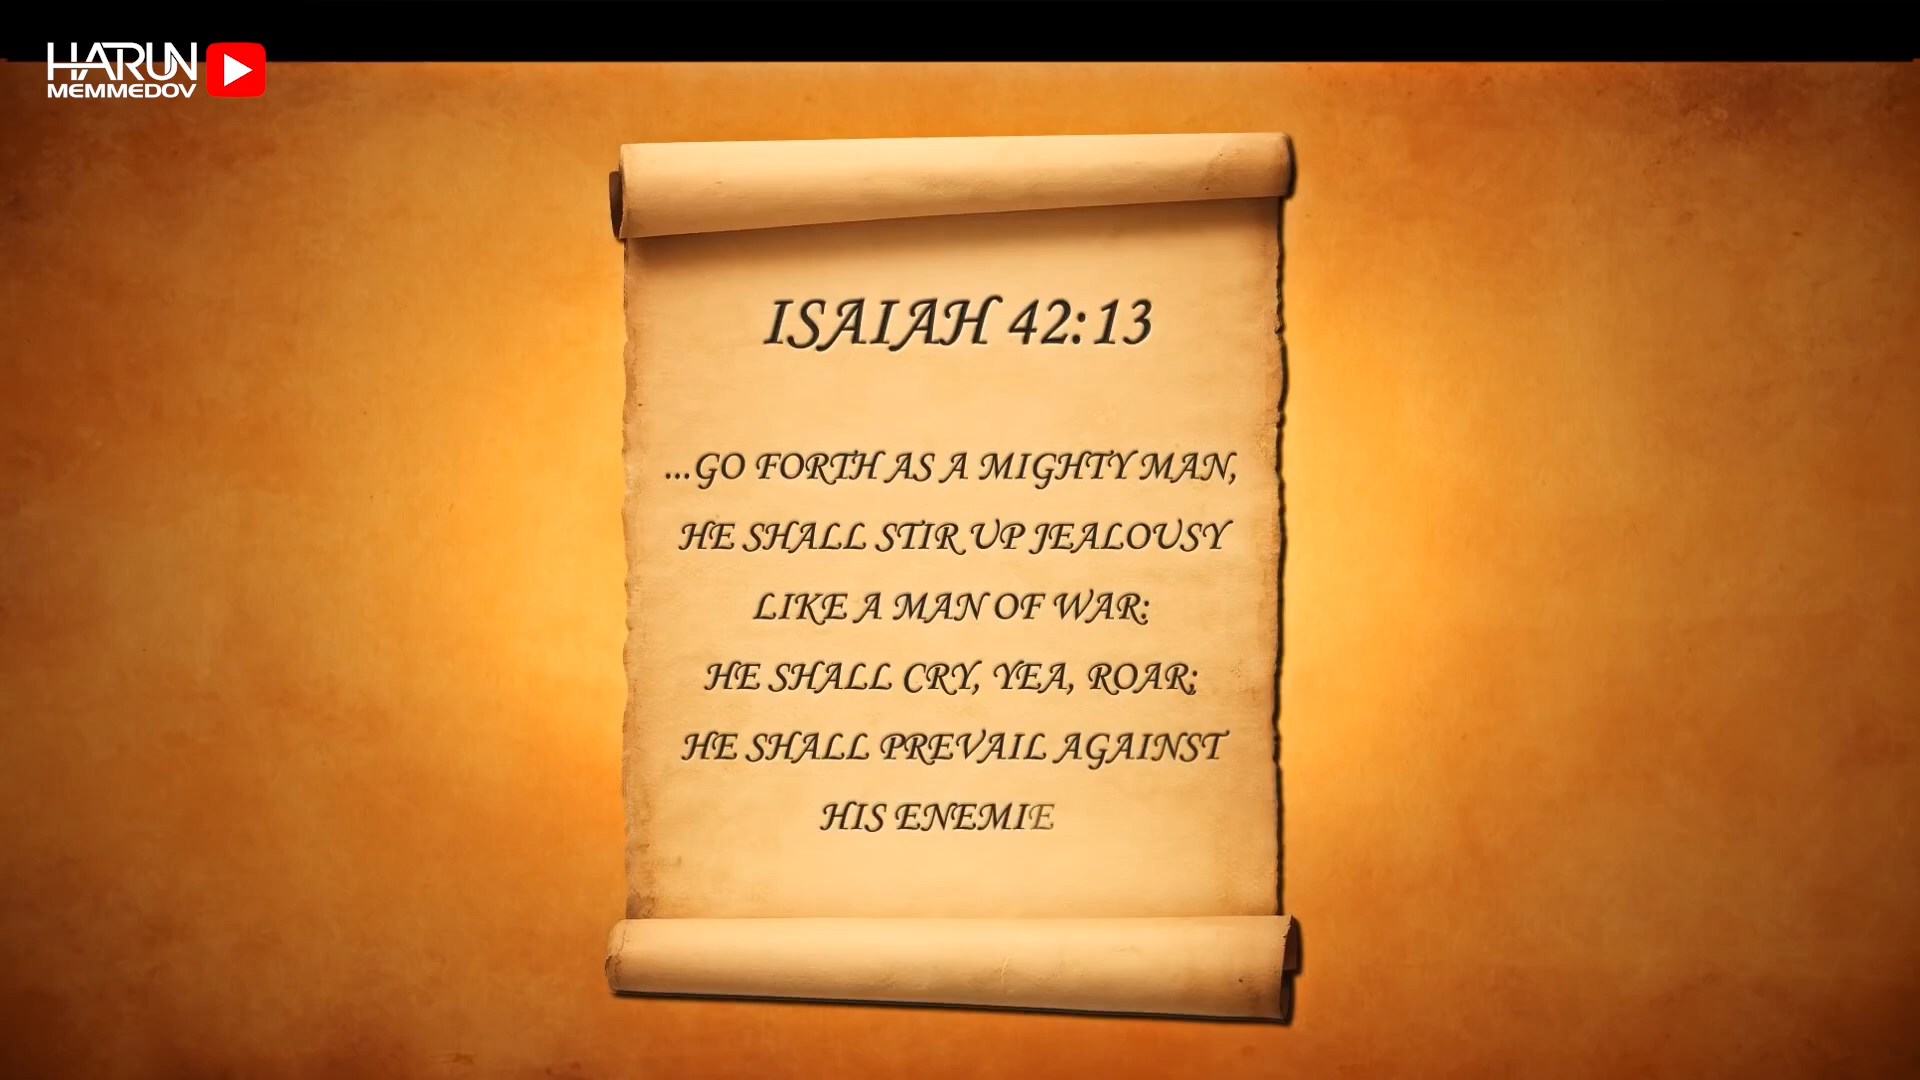 HARUN
MEMMEDOV
ISAIAH 42:13
...GO FORTH AS A MIGHTY MAN,
HE SHALL STIR UP JEALOUSY
LIKE A MAN OF WAR:
HE SHALL CRY, YEA, ROAR;
HE SHALL PREVAIL AGAINST
HIS ENEMIE